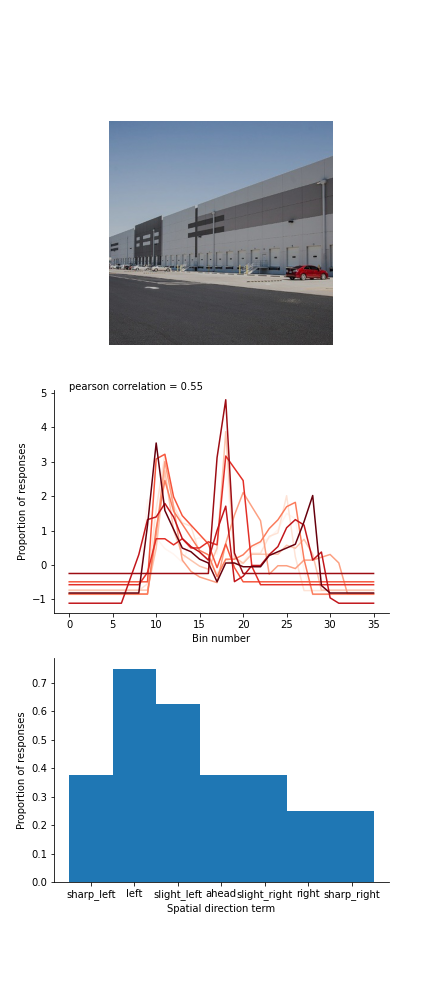 pearson correlation = 0.55
5
4
3
2
1
0
−1
Proportion of responses
0 5 10 15 20 25 30 35
Bin number
0.7
0.6
0.5
0.4
0.3
0.2
0.1
0.0
Proportion of responses
sharp_left left slight_left ahead slight_right right sharp_right
Spatial direction term